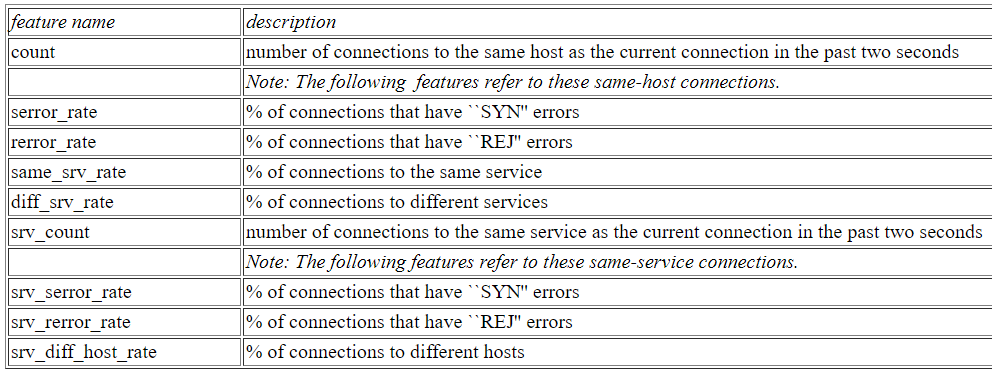 feature name description
count number of connections to the same host as the current connection in the past two seconds
Note: The following features refer to these same-host connections.
serror_rate % of connections that have ``SYN'' errors
rerror_rate % of connections that have ``REJ'' errors
same_srv_rate % of connections to the same service
diff_srv_rate % of connections to different services
srv_count number of connections to the same service as the current connection in the past two seconds
Note: The following features refer to these same-service connections.
srv_serror_rate % of connections that have ``SYN'' errors
srv_rerror_rate % of connections that have ``REJ'' errors
srv_diff_host_rate % of connections to different hosts